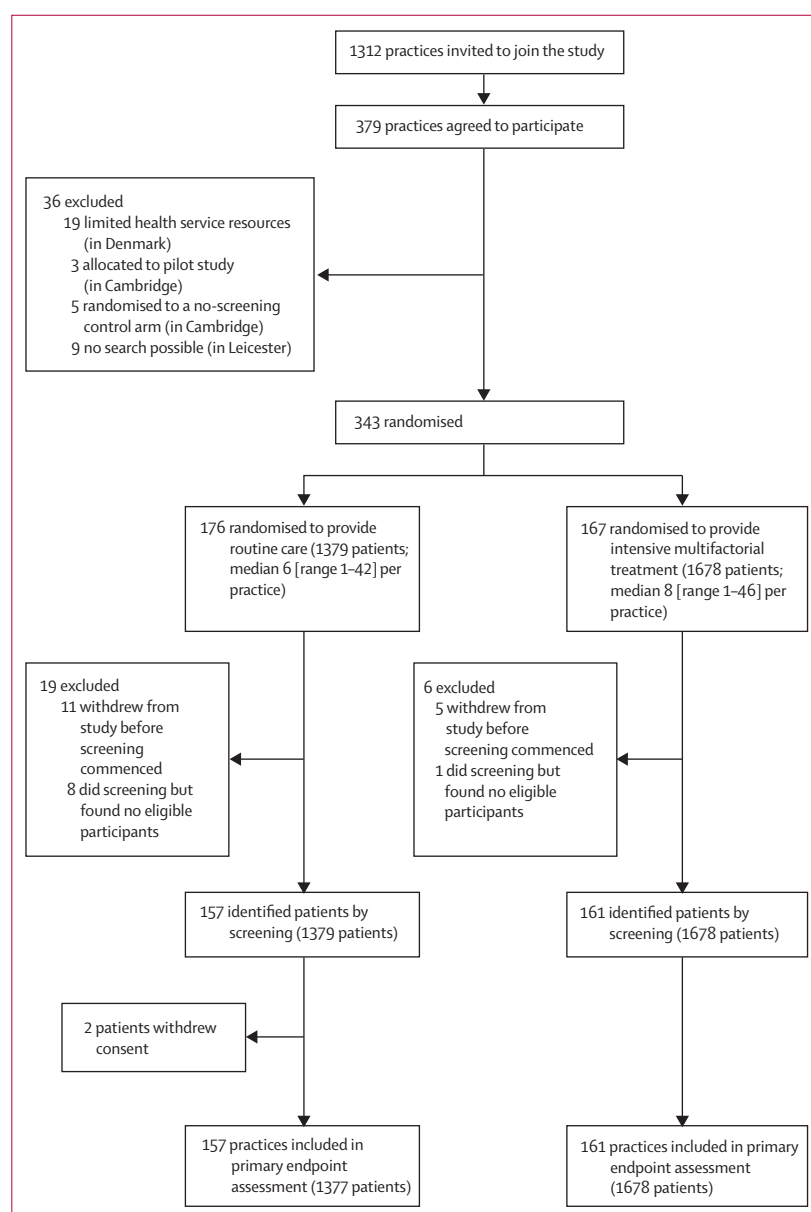 1312 practices invited to join the study
379 practices agreed to participate
36 excluded
19 limited health service resources
(in Denmark)
3 allocated to pilot study
(in Cambridge)
5 randomised to a no-screening
control arm (in Cambridge)
9 no search possible (in Leicester)
343 randomised
176 randomised to provide
routine care (1379 patients;
median 6 [range 1–42] per
practice)
167 randomised to provide
intensive multifactorial
treatment (1678 patients;
median 8 [range 1–46] per
practice)
19 excluded
11 withdrew from
study before
screening
commenced
8 did screening but
found no eligible
participants
6 excluded
5 withdrew from
study before
screening commenced
1 did screening but
found no eligible
participants
157 identified patients by
screening (1379 patients)
161 identified patients by
screening (1678 patients)
2 patients withdrew
consent
157 practices included in
primary endpoint
assessment (1377 patients)
161 practices included in primary
endpoint assessment
(1678 patients)